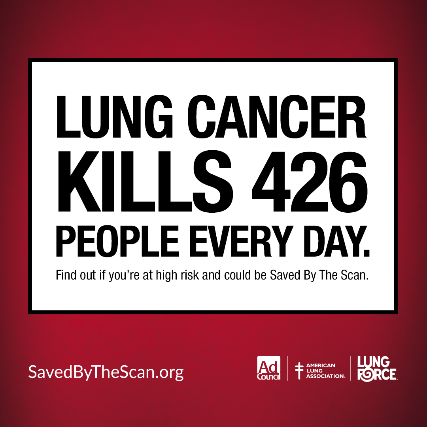 LUNG CANCER
KILLS 426
PEOPLE EVERY DAY.
Find out if you're at high risk and could be Saved By The Scan.
SavedByTheScan.org
Ad
Council
AMERICAN
LUNG
ASSOCIATION.
LUNG
FORCE